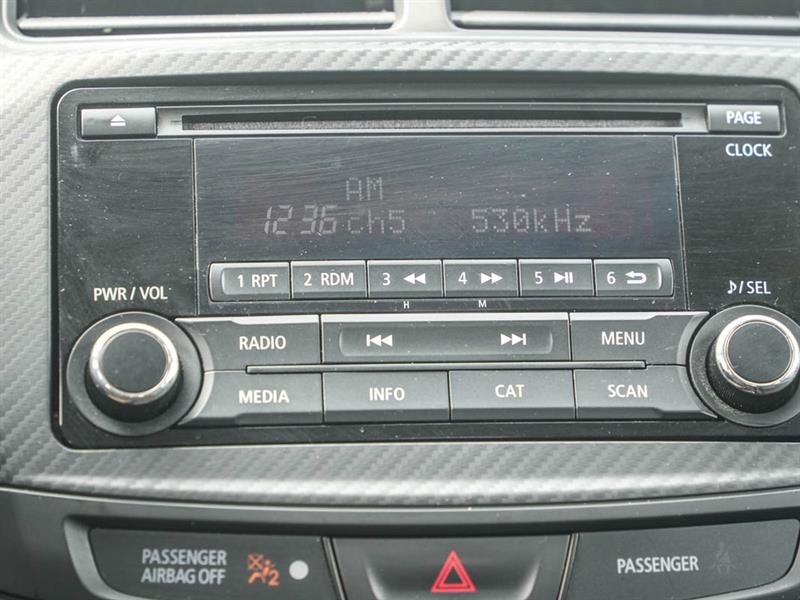 PAGE
CLOCK
AM
12:36 ch5 530kHz
1 RPT 2 RDM 3 4 5 6
H M
PWR / VOL
/SEL
RADIO MENU
MEDIA INFO CAT SCAN
PASSENGER
AIRBAG OFF 2
PASSENGER